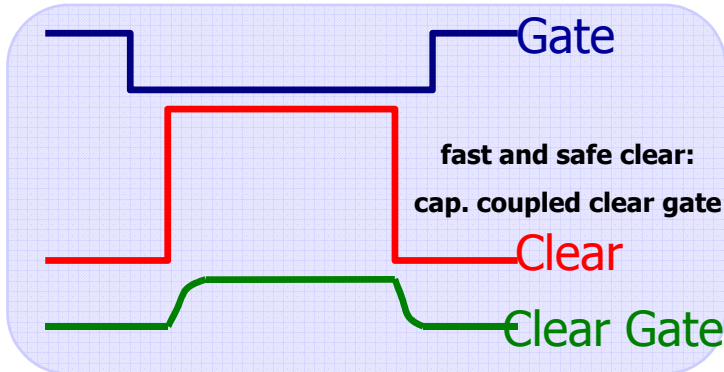 Gate
fast and safe clear:
cap. coupled clear gate
Clear
Clear Gate